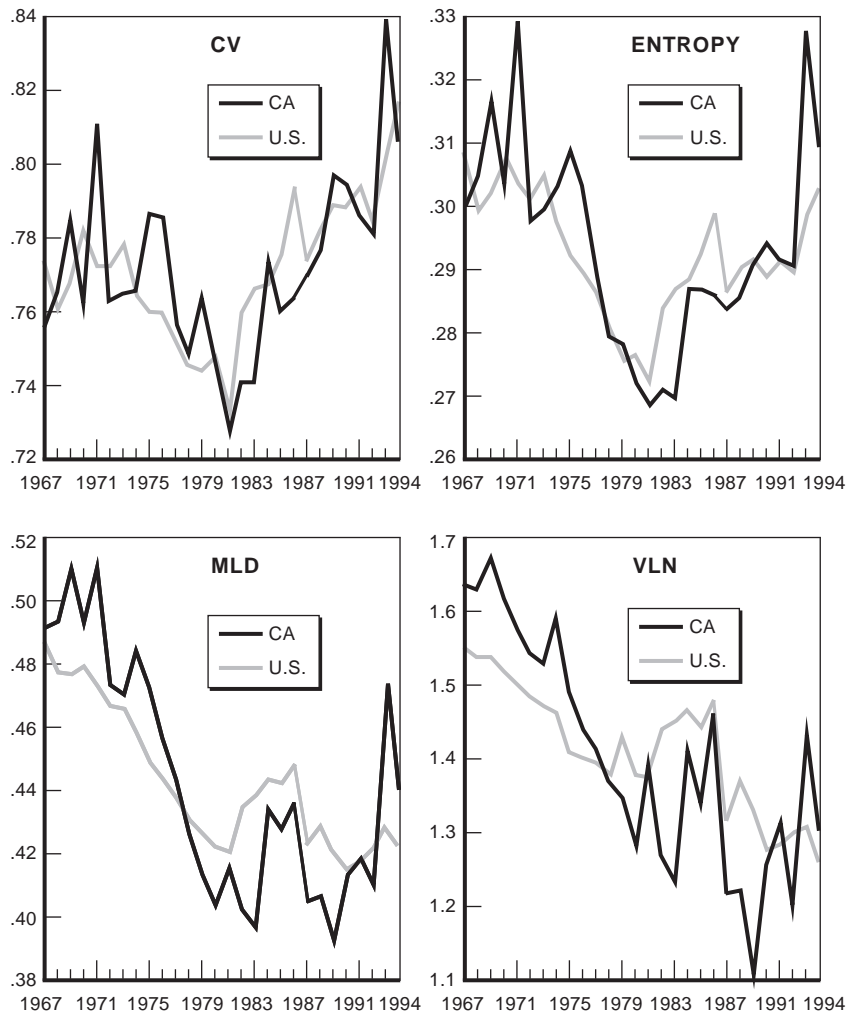 CV
CA
U.S.
.84
.82
.80
.78
.76
.74
.72
1967 1971 1975 1979 1983 1987 1991 1994
ENTROPY
CA
U.S.
.33
.32
.31
.30
.29
.28
.27
.26
1967 1971 1975 1979 1983 1987 1991 1994
MLD
CA
U.S.
.52
.50
.48
.46
.44
.42
.40
.38
1967 1971 1975 1979 1983 1987 1991 1994
VLN
CA
U.S.
1.7
1.6
1.5
1.4
1.3
1.2
1.1
1967 1971 1975 1979 1983 1987 1991 1994